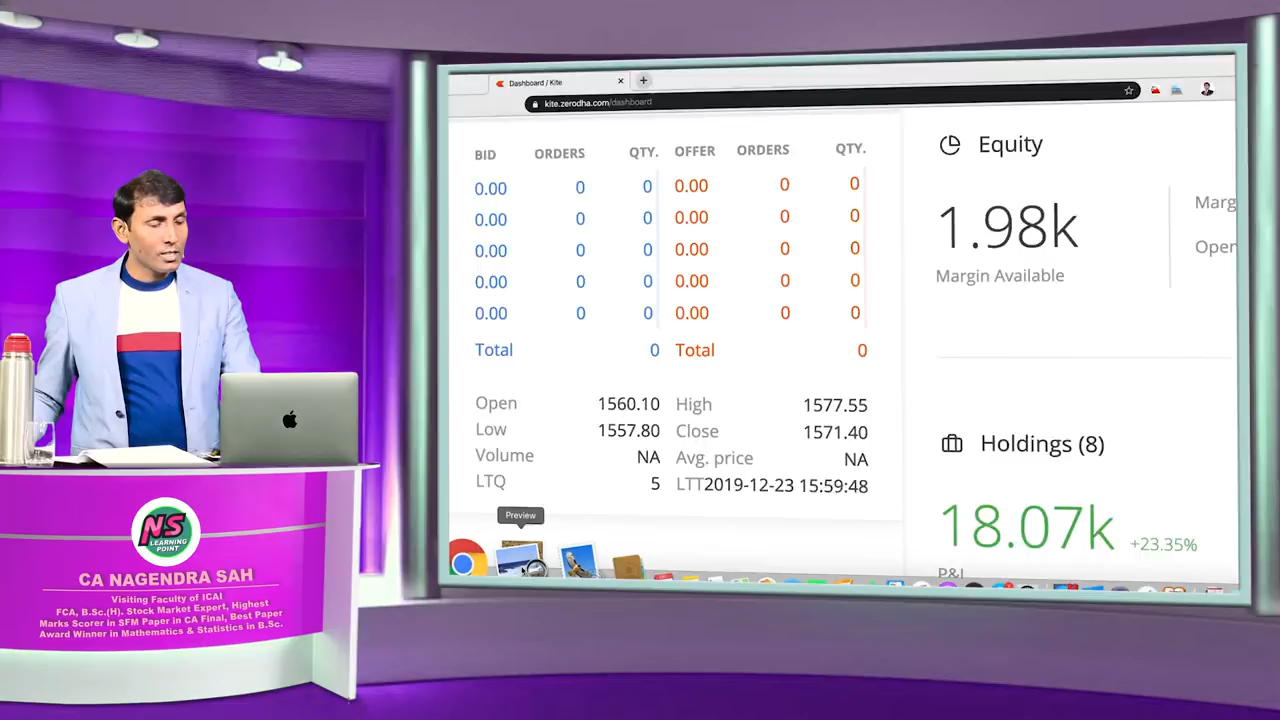 Dashboard / Kite
kite.zerodha.com/dashboard
BID ORDERS QTY. OFFER ORDERS QTY.
0.00 0 0 0.00 0 0
0.00 0 0 0.00 0 0
0.00 0 0 0.00 0 0
0.00 0 0 0.00 0 0
0.00 0 0 0.00 0 0
Total 0 Total 0
Open 1560.10 High 1577.55
Low 1557.80 Close 1571.40
Volume NA Avg. price NA
LTQ 5 LTT 2019-12-23 15:59:48
Preview
Equity
1.98k
Margin Available
Marg
Open
Holdings (8)
18.07k +23.35%
P&L
NS
LEARNING
POINT
CA NAGENDRA SAH
Visiting Faculty of ICAI
FCA, B.Sc.(H). Stock Market Expert, Highest
Marks Scorer in SFM Paper in CA Final, Best Paper
Award Winner in Mathematics & Statistics in B.Sc.